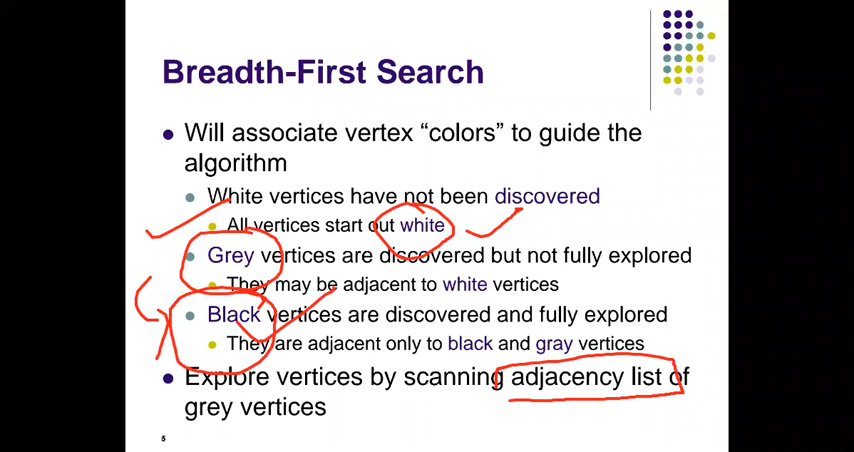 Breadth-First Search
Will associate vertex “colors” to guide the
algorithm
White vertices have not been discovered
All vertices start out white
Grey vertices are discovered but not fully explored
They may be adjacent to white vertices
Black vertices are discovered and fully explored
They are adjacent only to black and gray vertices
Explore vertices by scanning adjacency list of
grey vertices
5